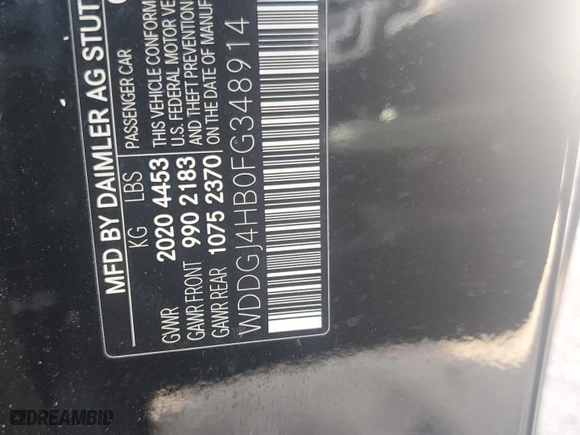 MFD BY DAIMLER AG STUT
KG LBS PASSENGER CAR
GVWR 2020 4453 THIS VEHICLE CONFORM
GAWR FRONT 990 2183 U.S. FEDERAL MOTOR VE
GAWR REAR 1075 2370 AND THEFT PREVENTION
ON THE DATE OF MANUF
WDDGJ4HB0FG348914
DREAMBID